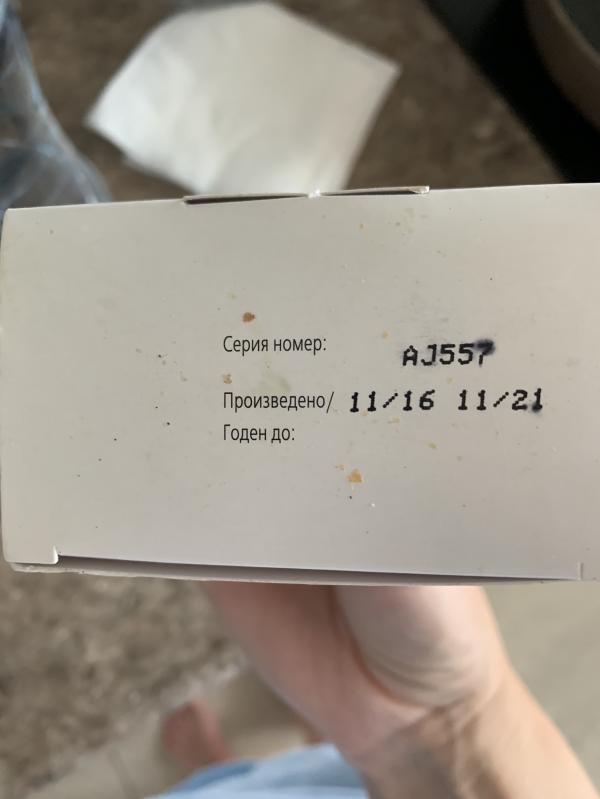 Серия номер: AJ557
Произведено/ 11/16 11/21
Годен до: